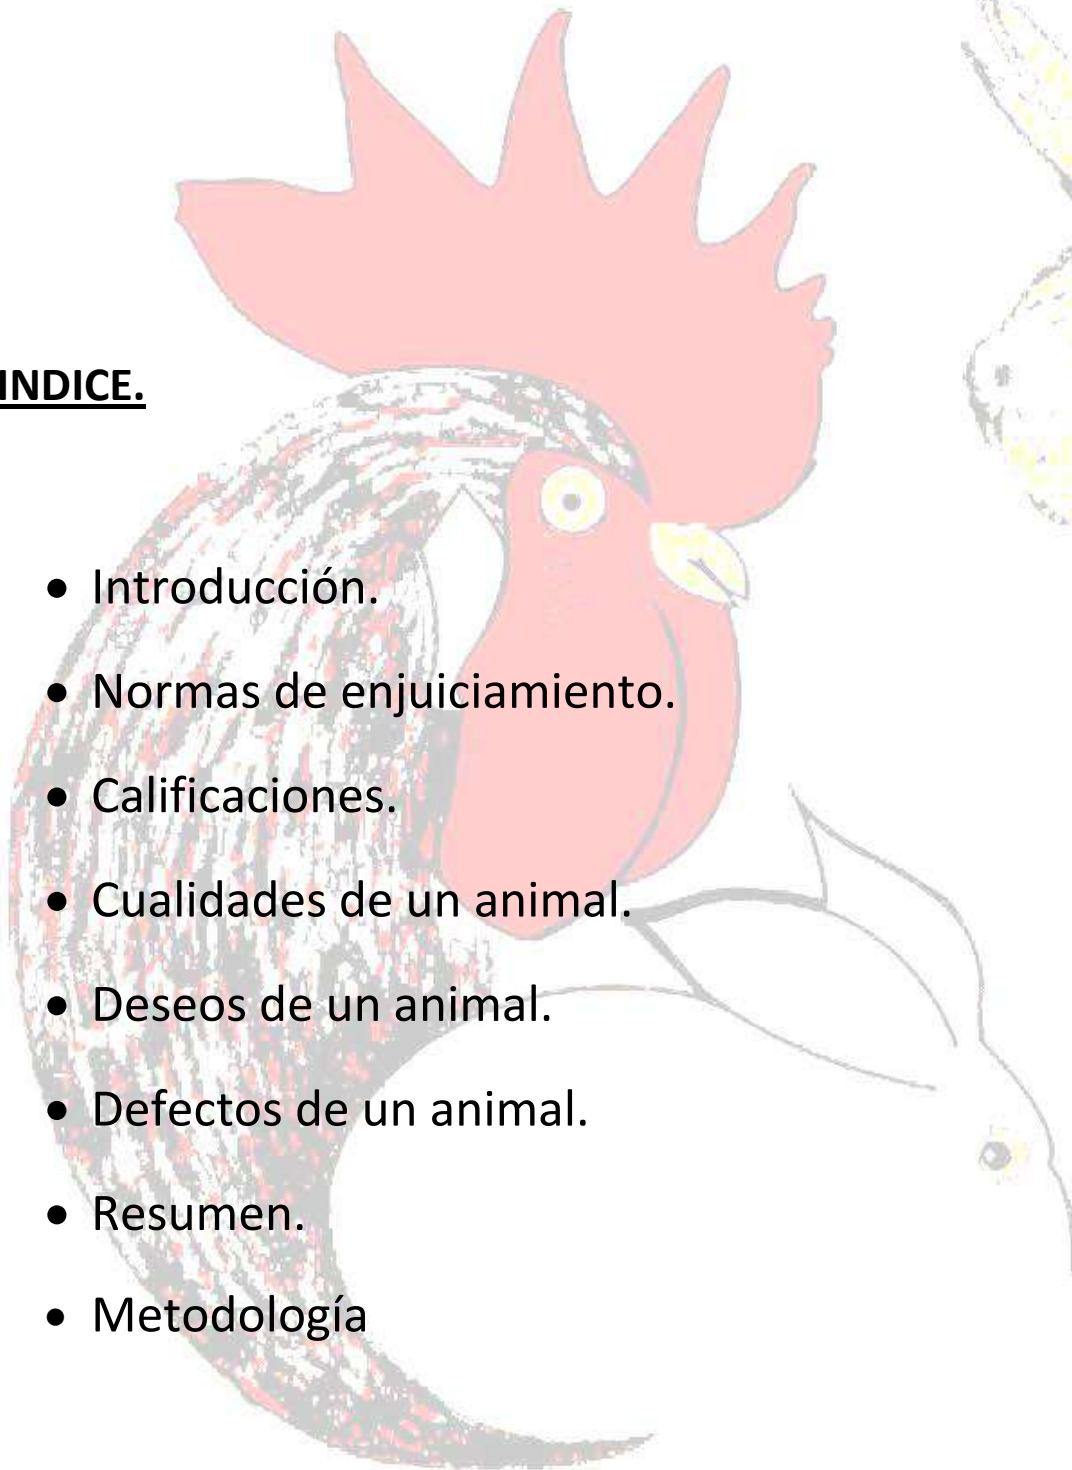 INDICE.
• Introducción.
• Normas de enjuiciamiento.
• Calificaciones.
• Cualidades de un animal.
• Deseos de un animal.
• Defectos de un animal.
• Resumen.
• Metodología